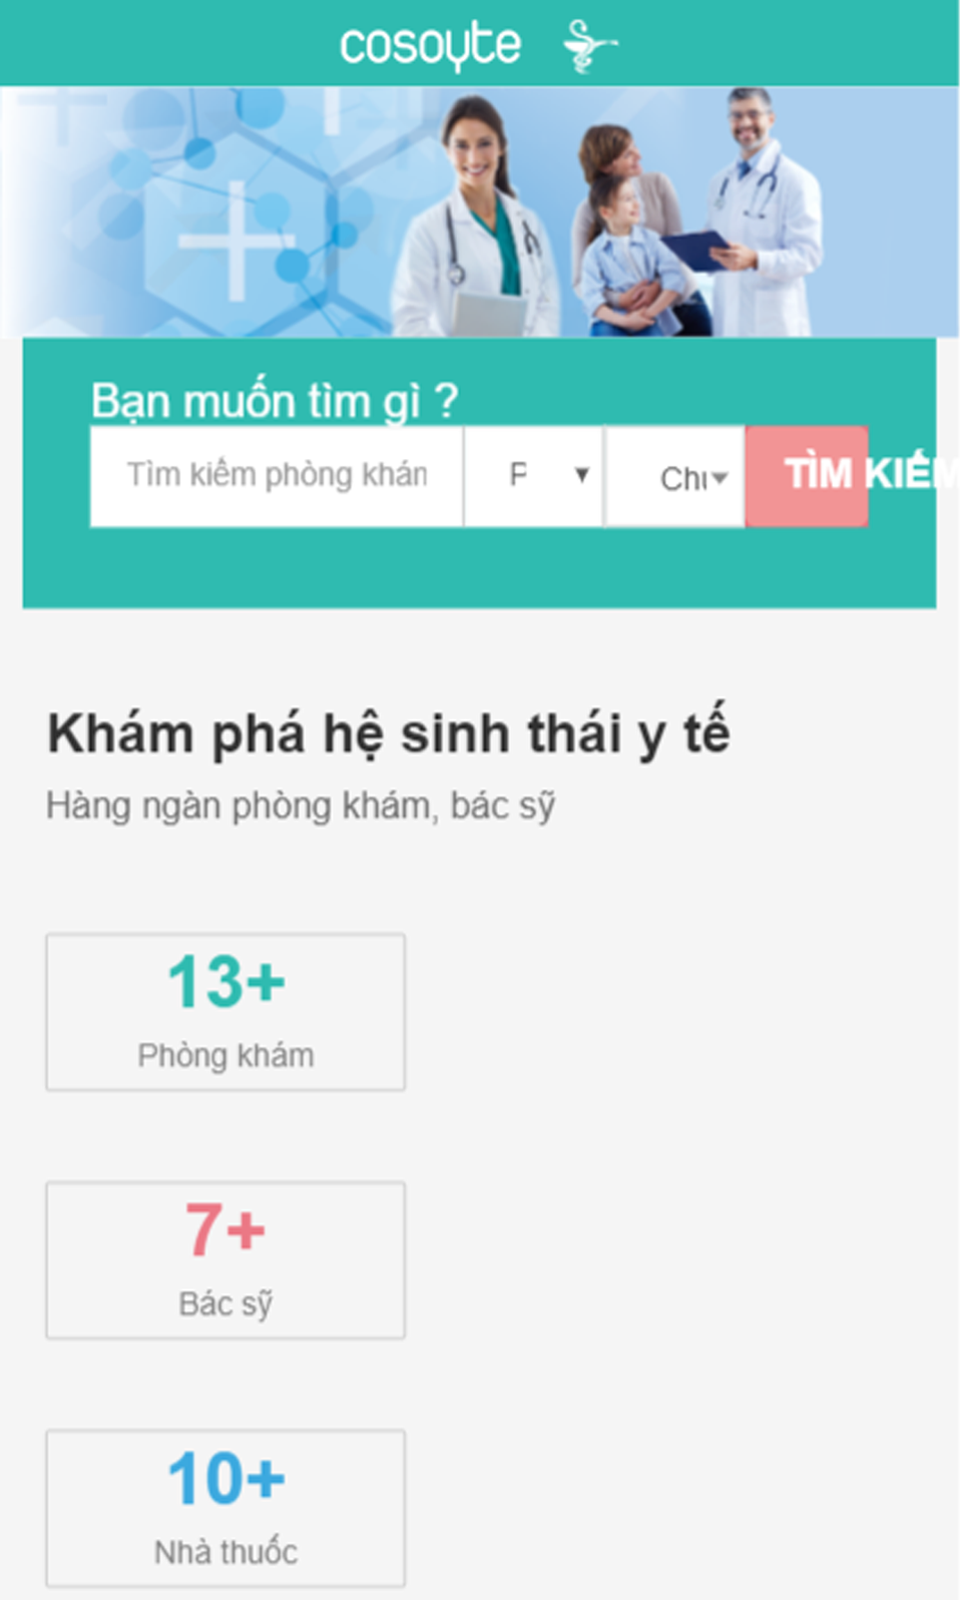 cosoyte
Bạn muốn tìm gì ?
Tìm kiếm phòng khán
P
Chu
TÌM KIẾM
Khám phá hệ sinh thái y tế
Hàng ngàn phòng khám, bác sỹ
13+
Phòng khám
7+
Bác sỹ
10+
Nhà thuốc